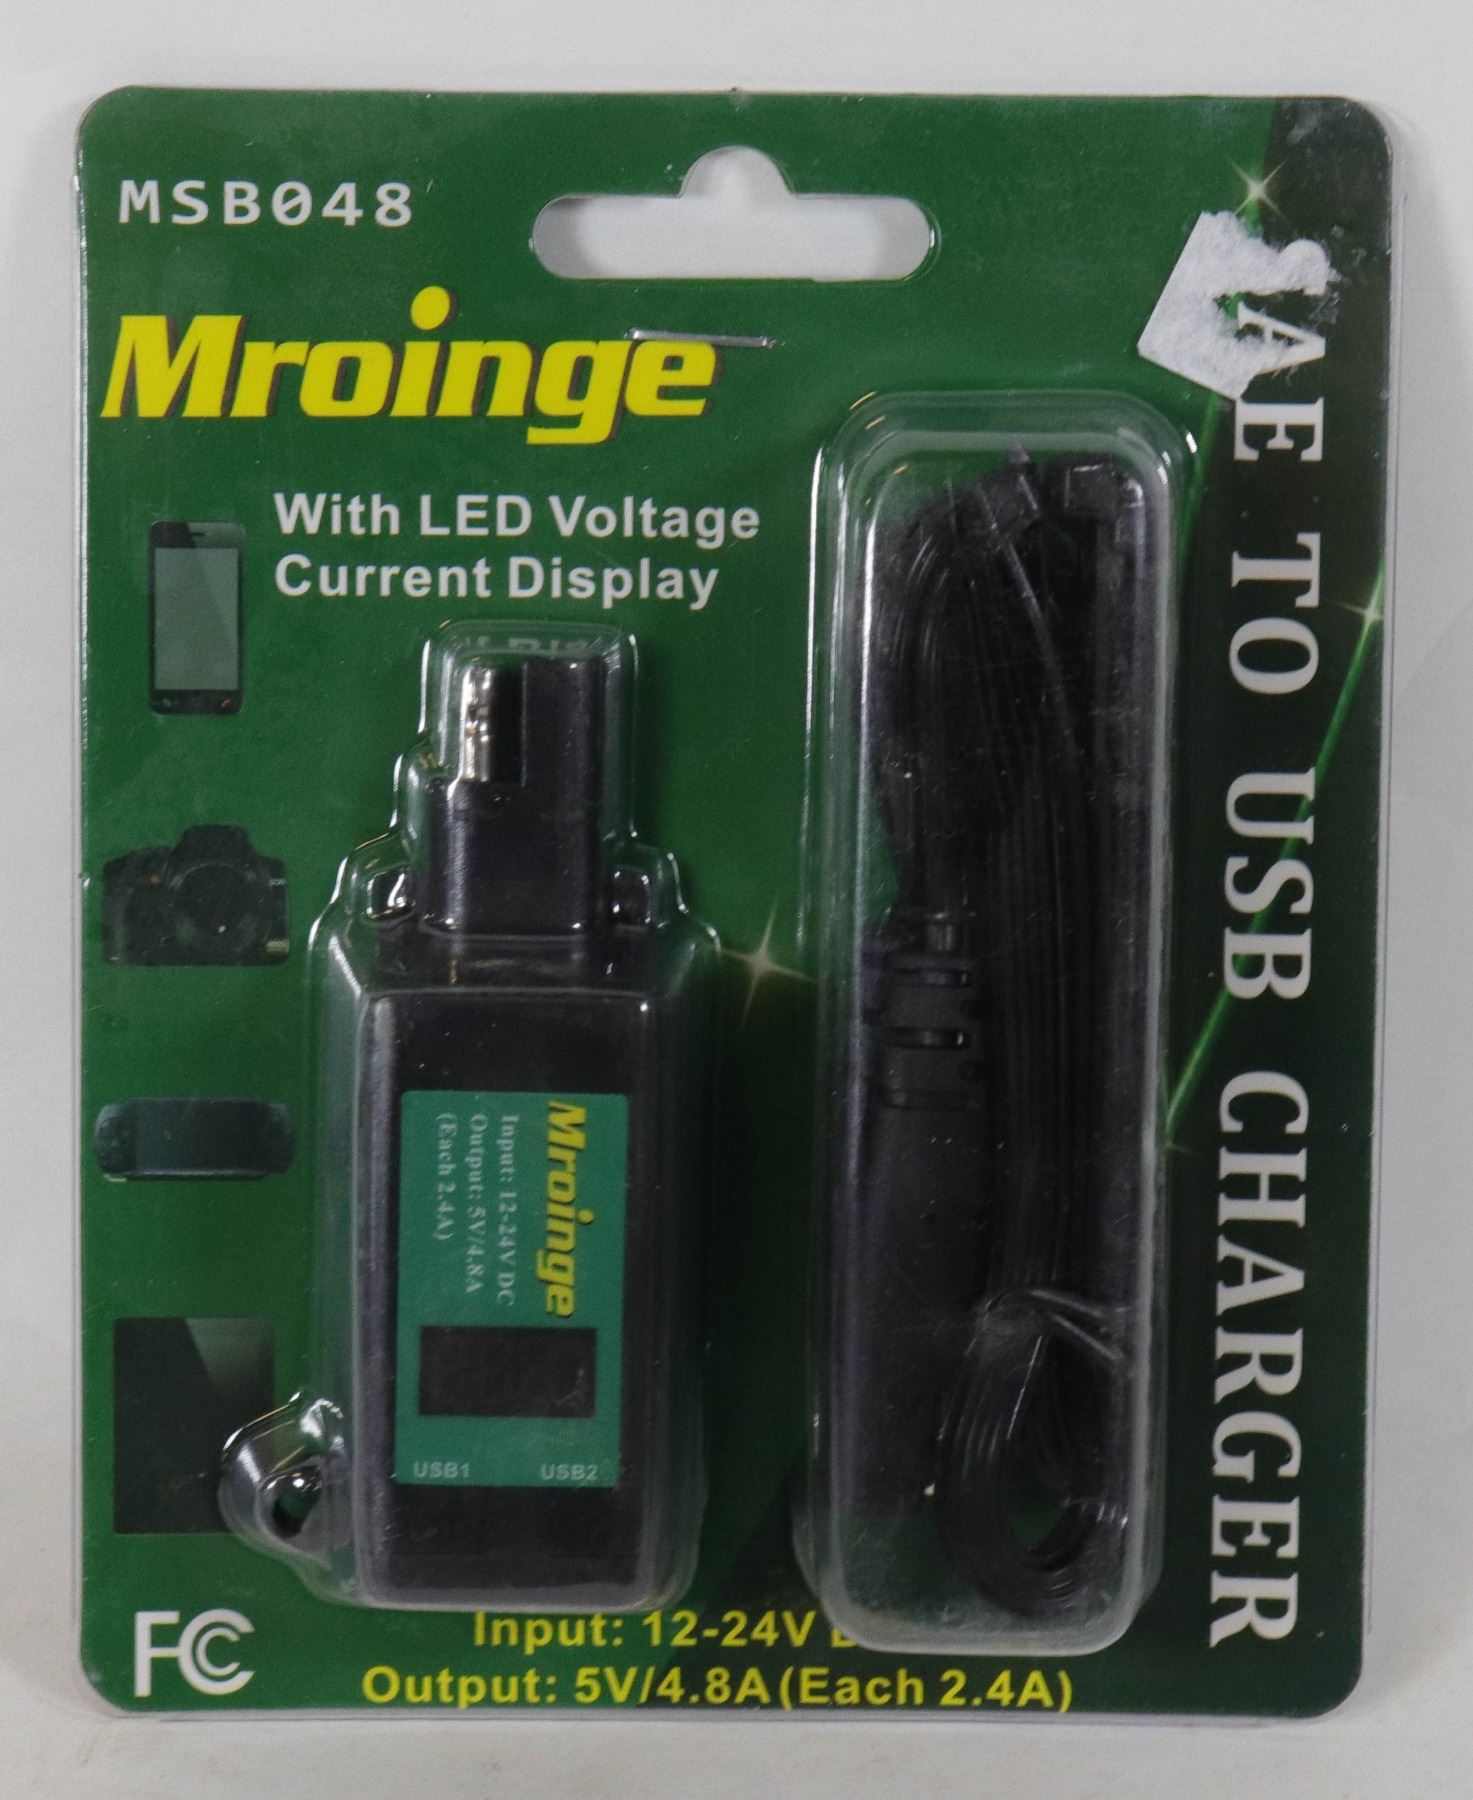 MSB048
Mroinge
With LED Voltage
Current Display
AE TO USB CHARGER
Mroinge
Input: 12-24V DC
Output: 5V/4.8A
(Each 2.4A)
USB1 USB2
FC
Input: 12-24V
Output: 5V/4.8A(Each 2.4A)